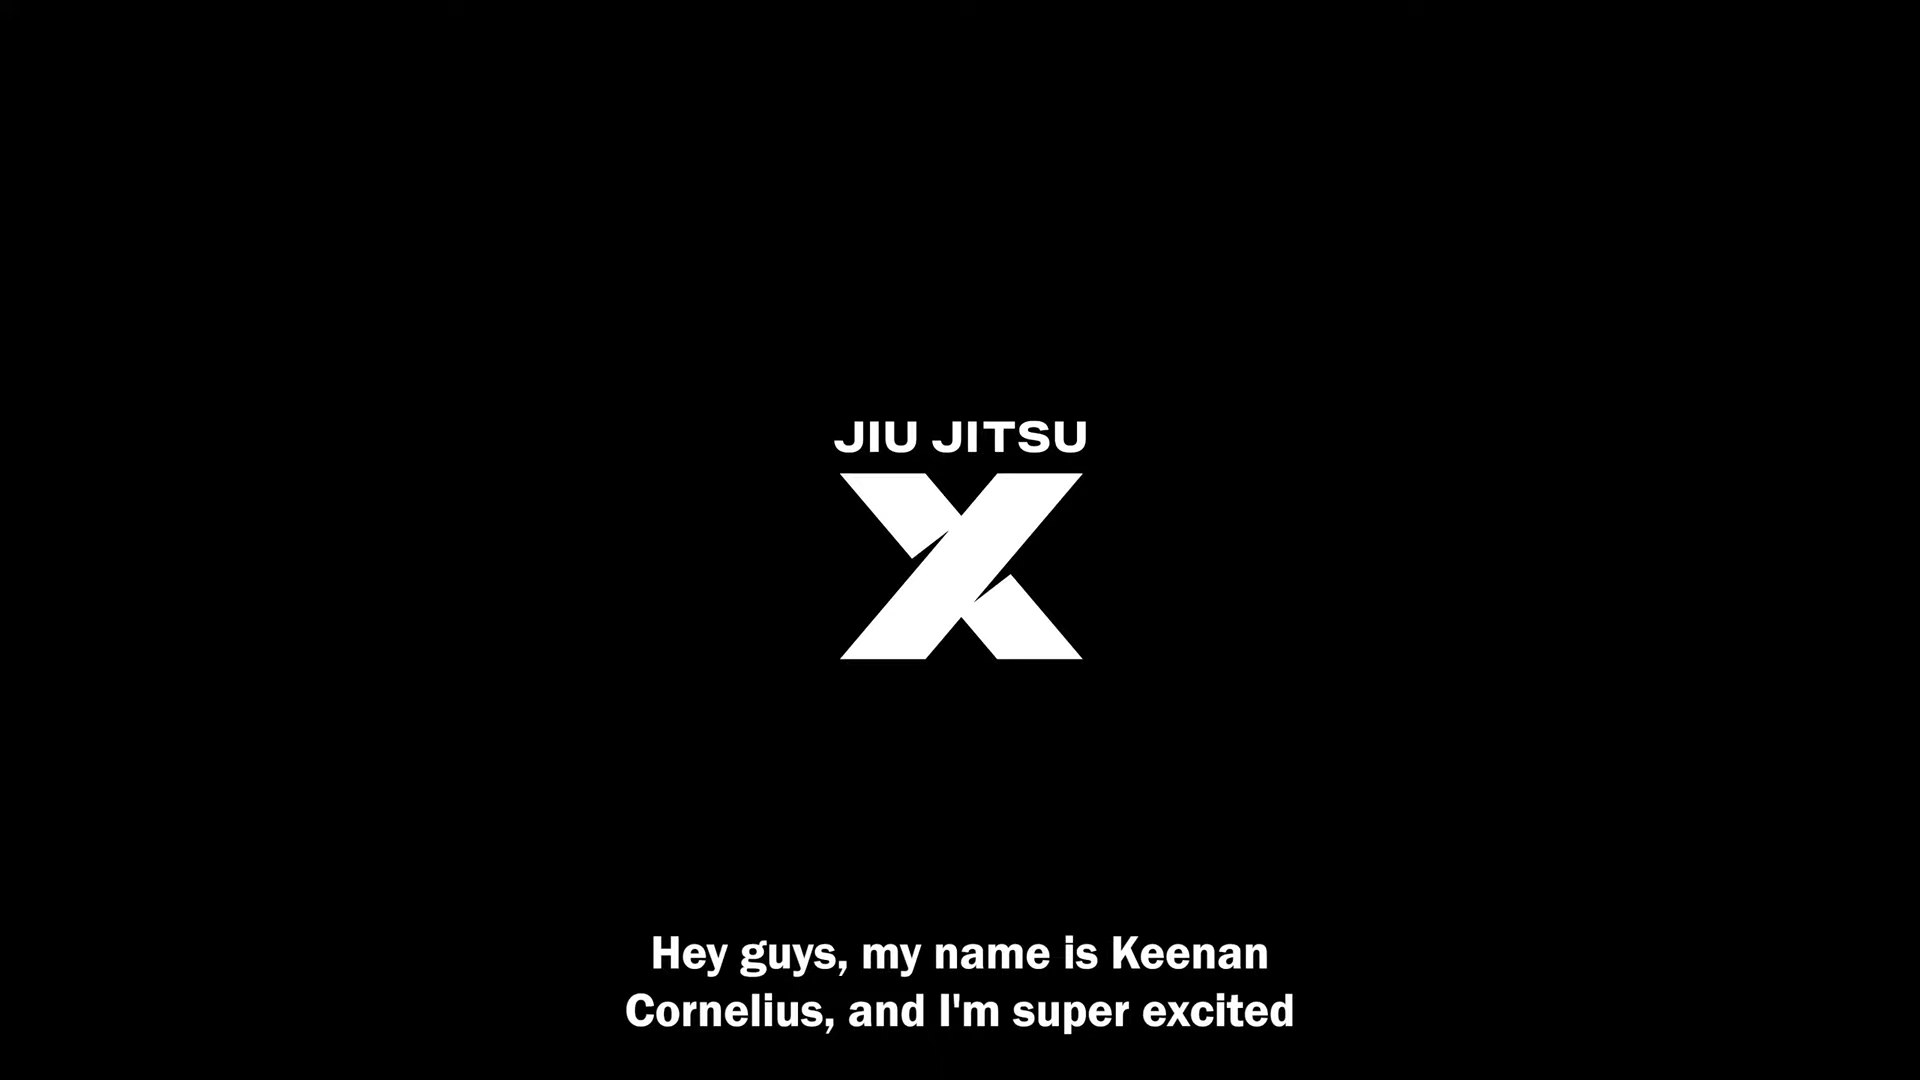 JIU JITSU
X
Hey guys, my name is Keenan
Cornelius, and I'm super excited